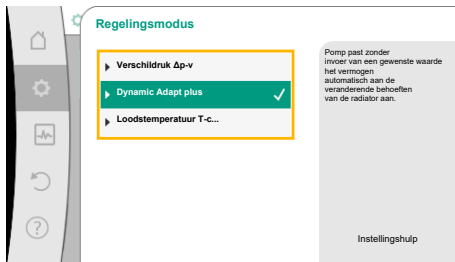 Regelingsmodus
Verschildruk Δp-v
Dynamic Adapt plus
Loodstemperatuur T-c...
Pomp past zonder
invoer van een gewenste waarde
het vermogen
automatisch aan de
veranderende behoeften
van de radiator aan.
Instellingshulp